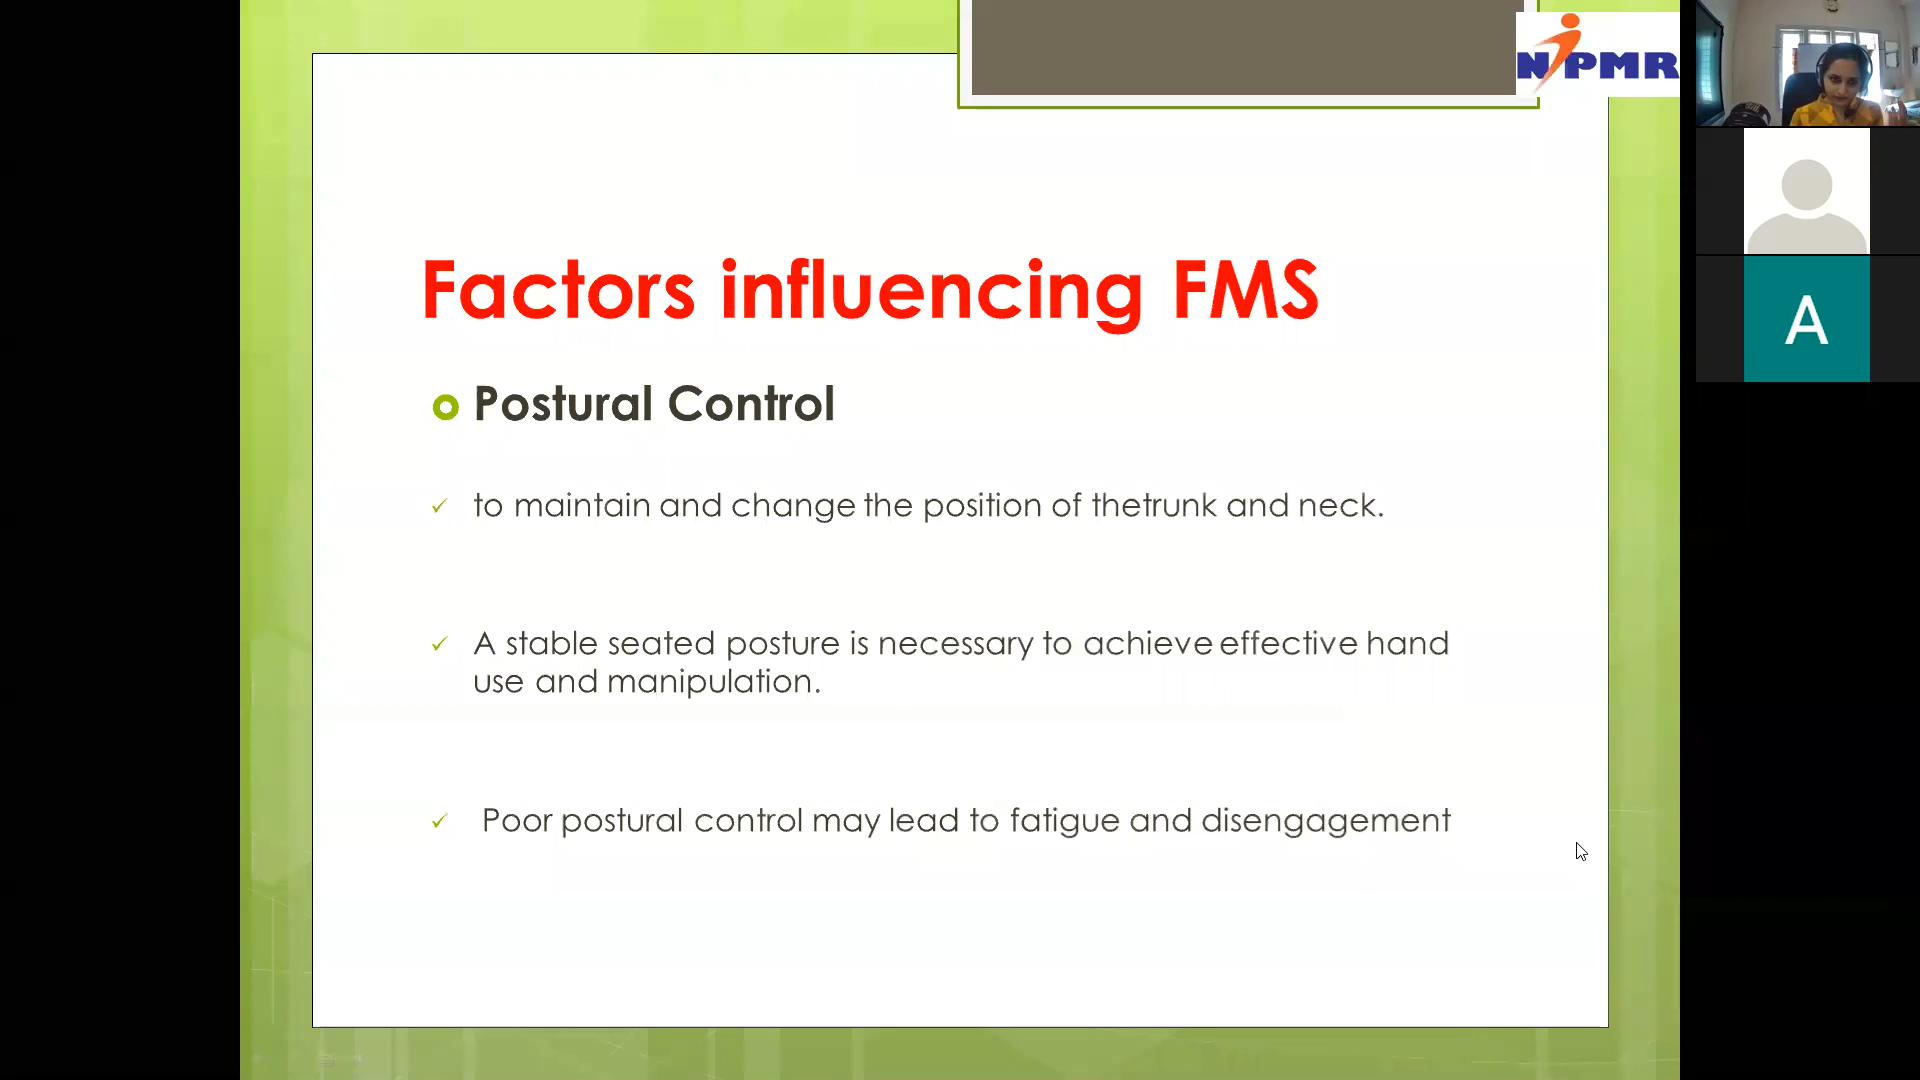 NIPMR
Factors influencing FMS
Postural Control
to maintain and change the position of thetrunk and neck.
A stable seated posture is necessary to achieve effective hand
use and manipulation.
Poor postural control may lead to fatigue and disengagement
A